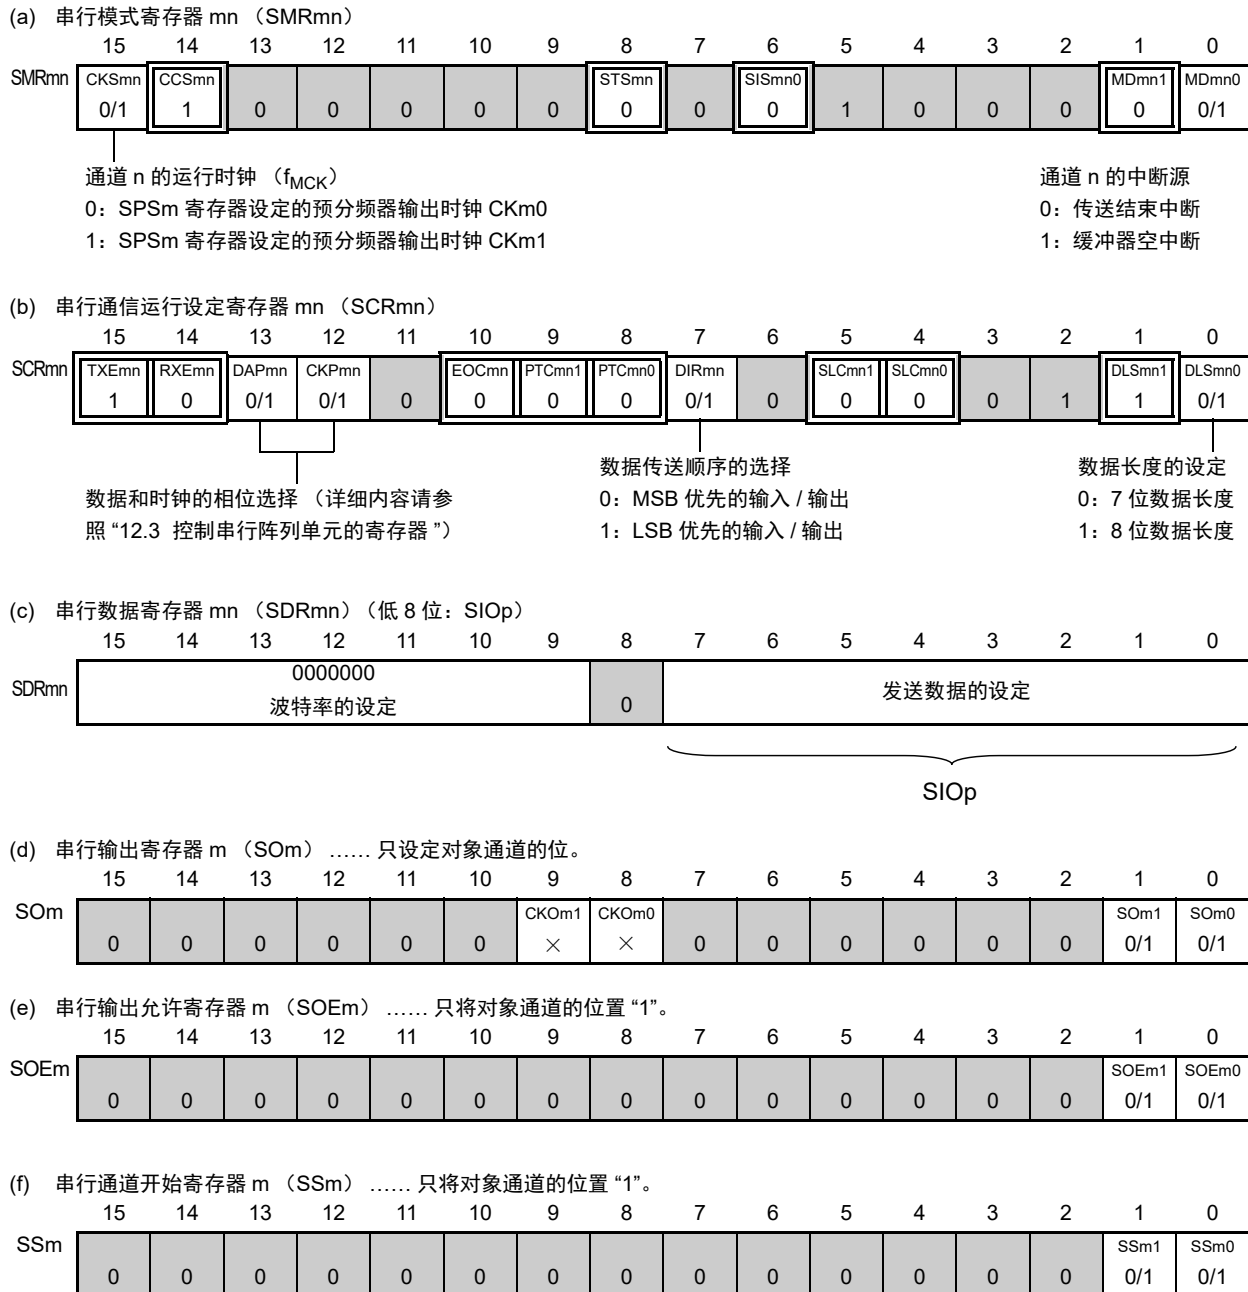 (a) 串行模式寄存器 mn （SMRmn）
15 14 13 12 11 10 9 8 7 6 5 4 3 2 1 0
SMRmn CKSmn CCSmn STSmn SISmn0 MDmn1 MDmn0
0/1 1 0 0 0 0 0 0 0 0 1 0 0 0 0 0/1
通道 n 的运行时钟 （fMCK） 通道 n 的中断源
0：SPSm 寄存器设定的预分频器输出时钟 CKm0 0：传送结束中断
1：SPSm 寄存器设定的预分频器输出时钟 CKm1 1：缓冲器空中断
(b) 串行通信运行设定寄存器 mn （SCRmn）
15 14 13 12 11 10 9 8 7 6 5 4 3 2 1 0
SCRmn TXEmn RXEmn DAPmn CKPmn EOCmn PTCmn1 PTCmn0 DIRmn SLCmn1 SLCmn0 DLSmn1 DLSmn0
1 0 0/1 0/1 0 0 0 0 0/1 0 0 0 0 1 1 0/1
数据传送顺序的选择 数据长度的设定
数据和时钟的相位选择 （详细内容请参 0：MSB 优先的输入 / 输出 0：7 位数据长度
照 “12.3 控制串行阵列单元的寄存器 ”） 1：LSB 优先的输入 / 输出 1：8 位数据长度
(c) 串行数据寄存器 mn （SDRmn）（低 8 位：SIOp）
15 14 13 12 11 10 9 8 7 6 5 4 3 2 1 0
SDRmn 0000000 发送数据的设定
波特率的设定 0
SIOp
(d) 串行输出寄存器 m （SOm） …… 只设定对象通道的位。
15 14 13 12 11 10 9 8 7 6 5 4 3 2 1 0
SOm CKOm1 CKOm0 SOm1 SOm0
0 0 0 0 0 0 × × 0 0 0 0 0 0 0/1 0/1
(e) 串行输出允许寄存器 m （SOEm） …… 只将对象通道的位置 “1”。
15 14 13 12 11 10 9 8 7 6 5 4 3 2 1 0
SOEm SOEm1 SOEm0
0 0 0 0 0 0 0 0 0 0 0 0 0 0 0/1 0/1
(f) 串行通道开始寄存器 m （SSm） …… 只将对象通道的位置 “1”。
15 14 13 12 11 10 9 8 7 6 5 4 3 2 1 0
SSm SSm1 SSm0
0 0 0 0 0 0 0 0 0 0 0 0 0 0 0/1 0/1